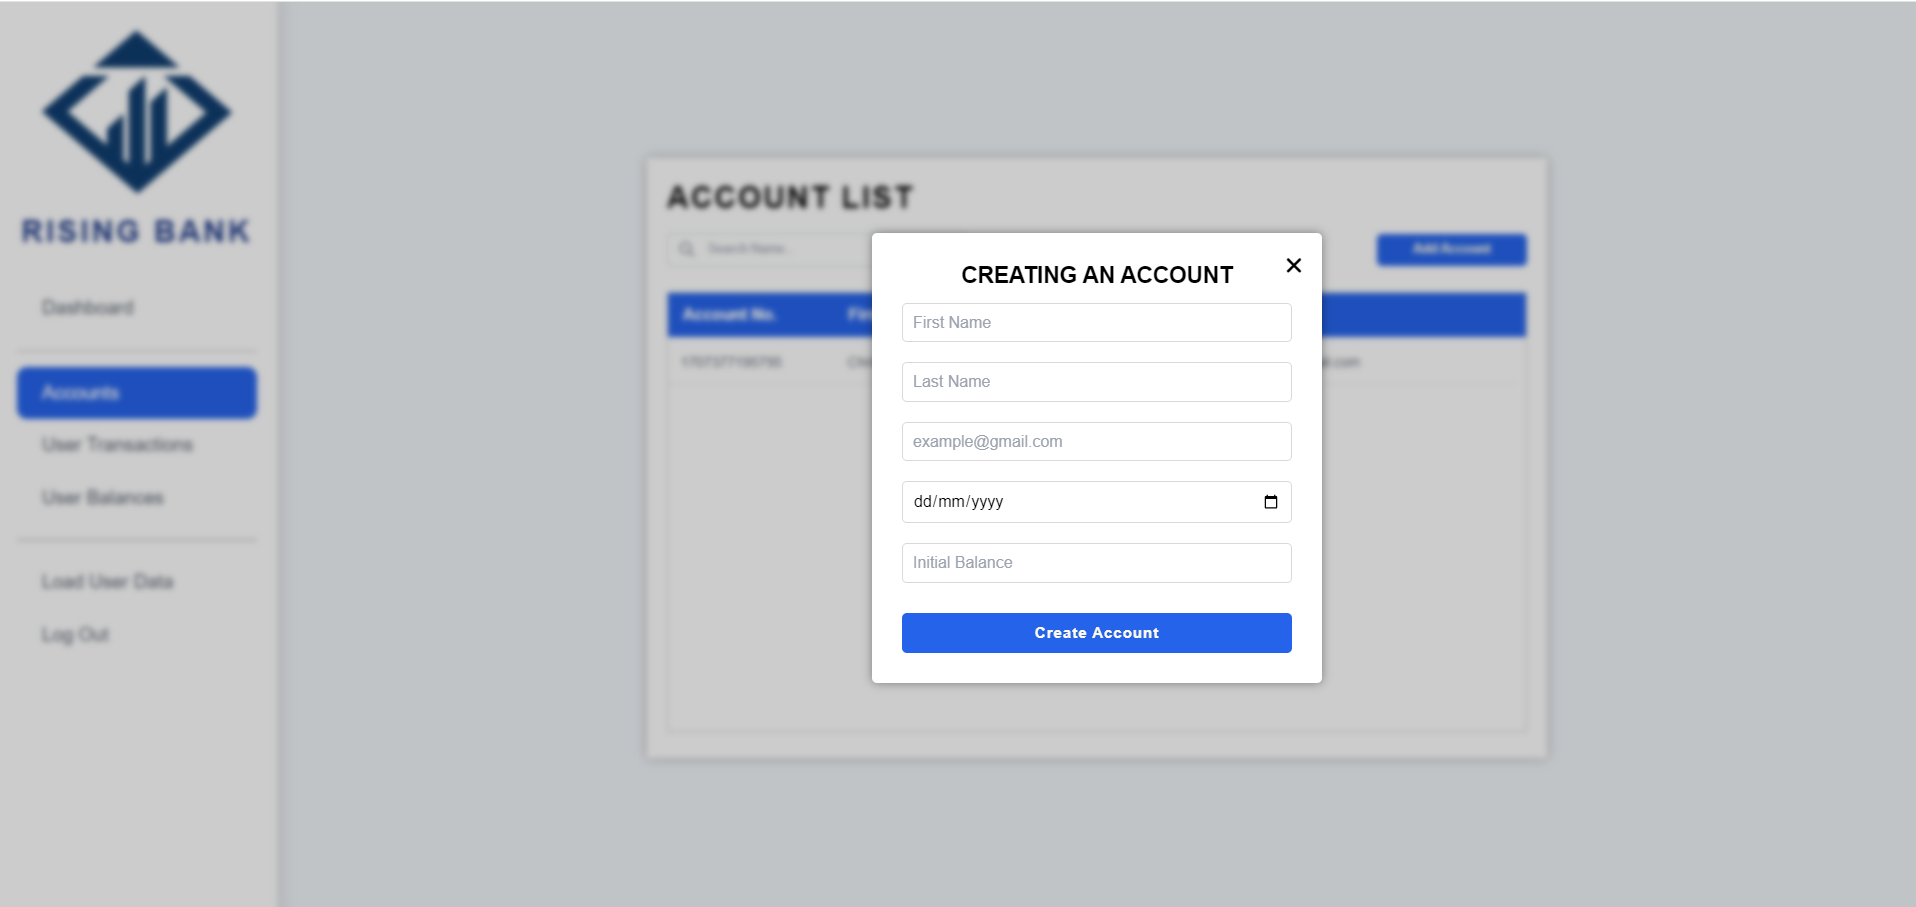 RISING BANK
Dashboard
Accounts
User Transactions
User Balances
Load User Data
Log Out
ACCOUNT LIST
Search Name...
Add Account
Account No.
CREATING AN ACCOUNT
First Name
Last Name
example@gmail.com
dd/mm/yyyy
Initial Balance
Create Account